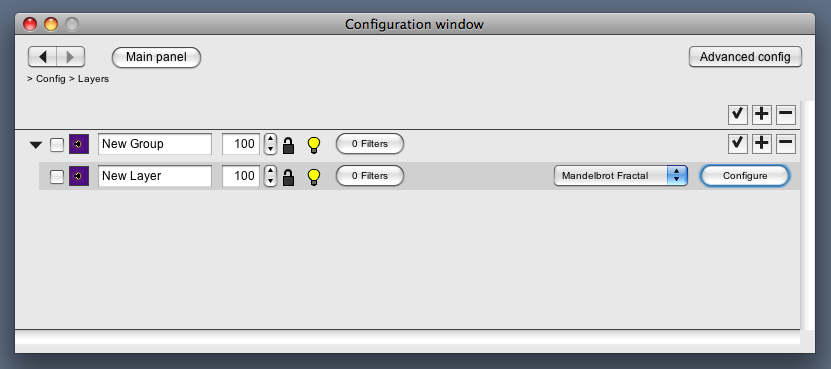 Configuration window
Main panel
Advanced config
> Config > Layers
New Group 100 0 Filters
New Layer 100 0 Filters Mandelbrot Fractal Configure